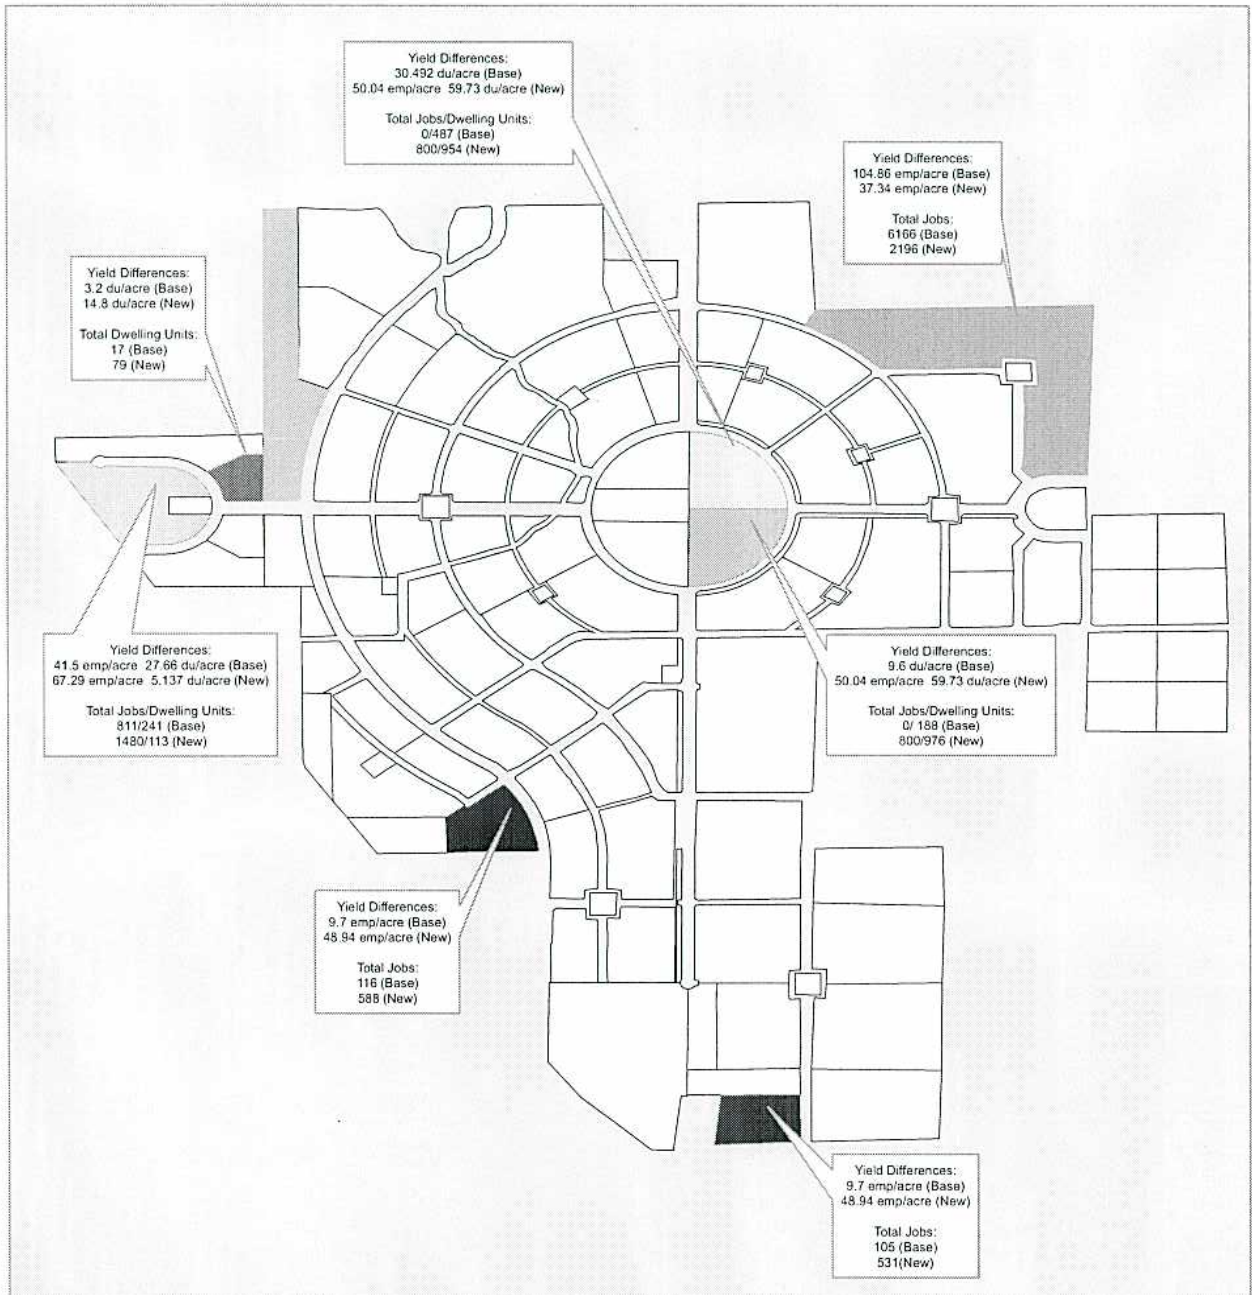 Yield Differences:
30.492 du/acre (Base)
50.04 emp/acre 59.73 du/acre (New)
Total Jobs/Dwelling Units:
0/487 (Base)
800/954 (New)
Yield Differences:
104.86 emp/acre (Base)
37.34 emp/acre (New)
Total Jobs:
6166 (Base)
2196 (New)
Yield Differences:
3.2 du/acre (Base)
14.8 du/acre (New)
Total Dwelling Units:
17 (Base)
79 (New)
Yield Differences:
41.5 emp/acre 27.66 du/acre (Base)
67.29 emp/acre 5.137 du/acre (New)
Total Jobs/Dwelling Units:
811/241 (Base)
1480/113 (New)
Yield Differences:
9.6 du/acre (Base)
50.04 emp/acre 59.73 du/acre (New)
Total Jobs/Dwelling Units:
0/ 188 (Base)
800/976 (New)
Yield Differences:
9.7 emp/acre (Base)
48.94 emp/acre (New)
Total Jobs:
116 (Base)
588 (New)
Yield Differences:
9.7 emp/acre (Base)
48.94 emp/acre (New)
Total Jobs:
105 (Base)
531(New)